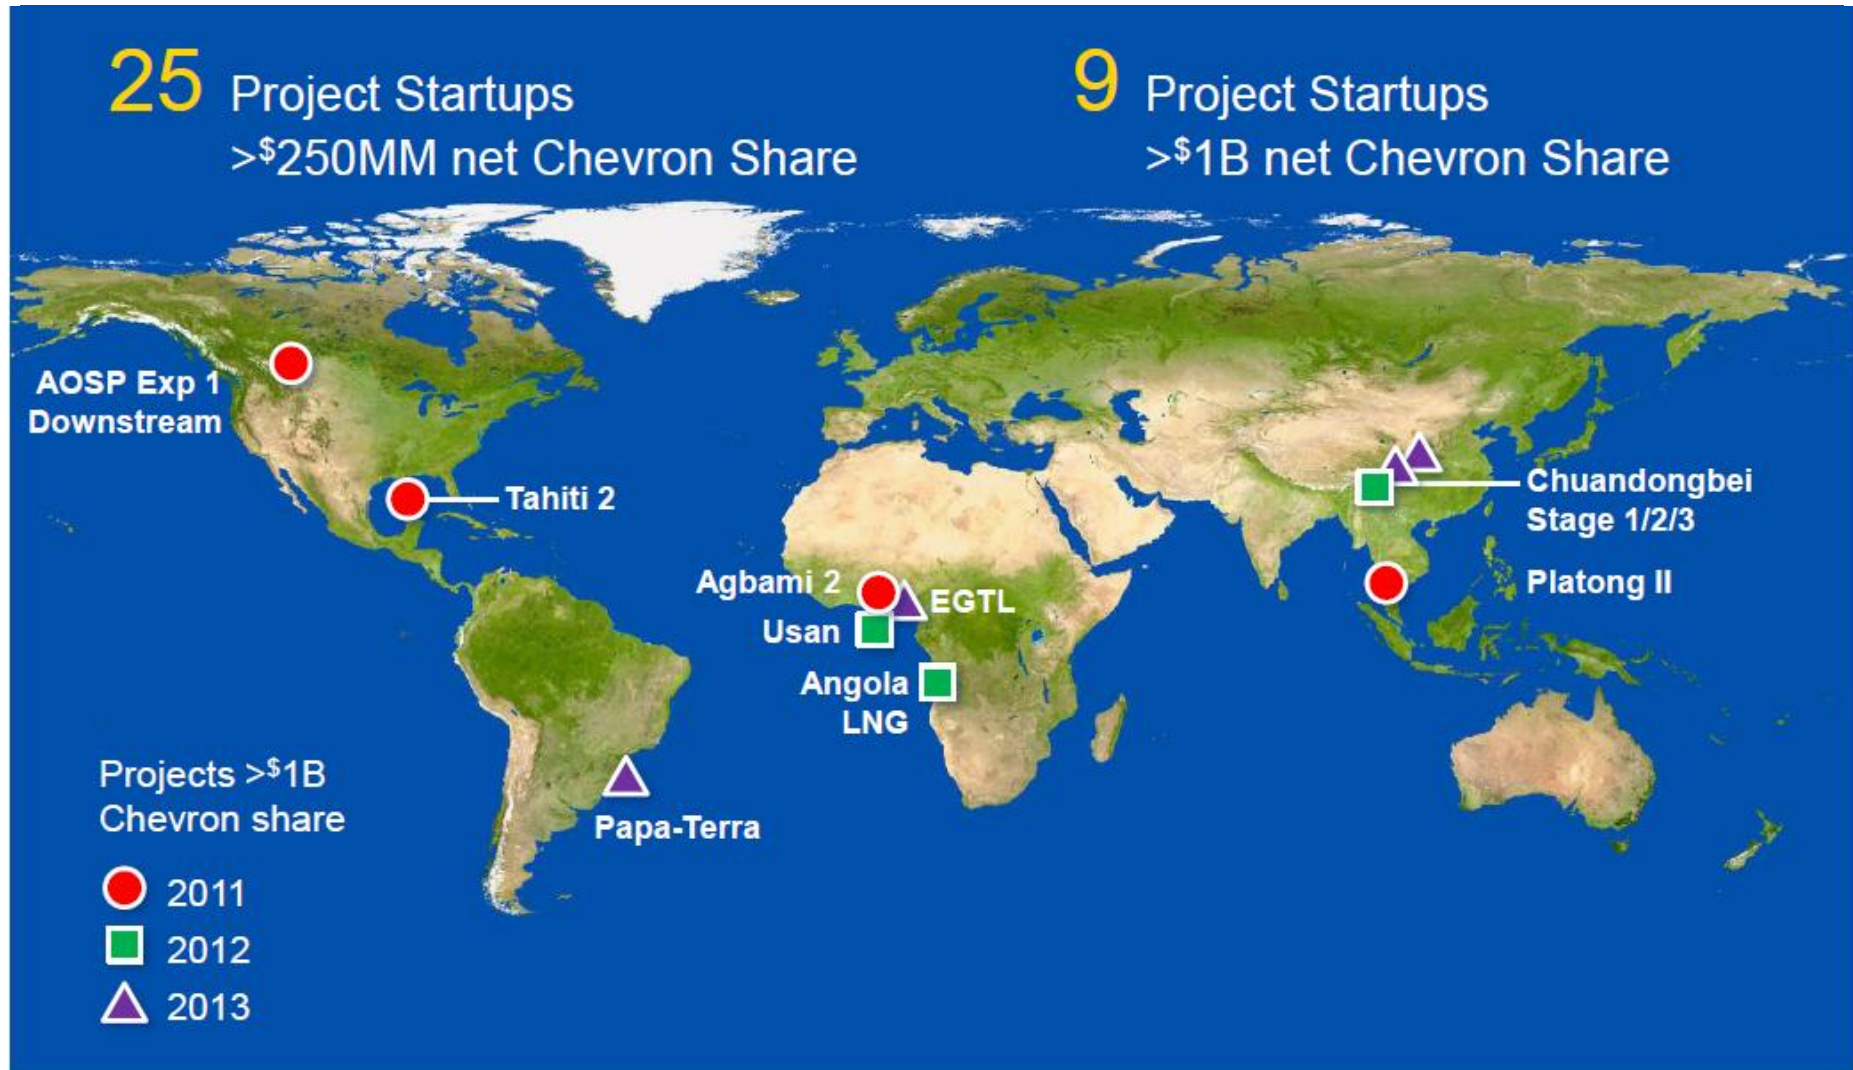 25 Project Startups
>$250MM net Chevron Share
9 Project Startups
>$1B net Chevron Share
AOSP Exp 1
Downstream
Tahiti 2
Agbami 2
EGTL
Usan
Angola
LNG
Chuandongbei
Stage 1/2/3
Platong II
Papa-Terra
Projects >$1B
Chevron share
2011
2012
2013